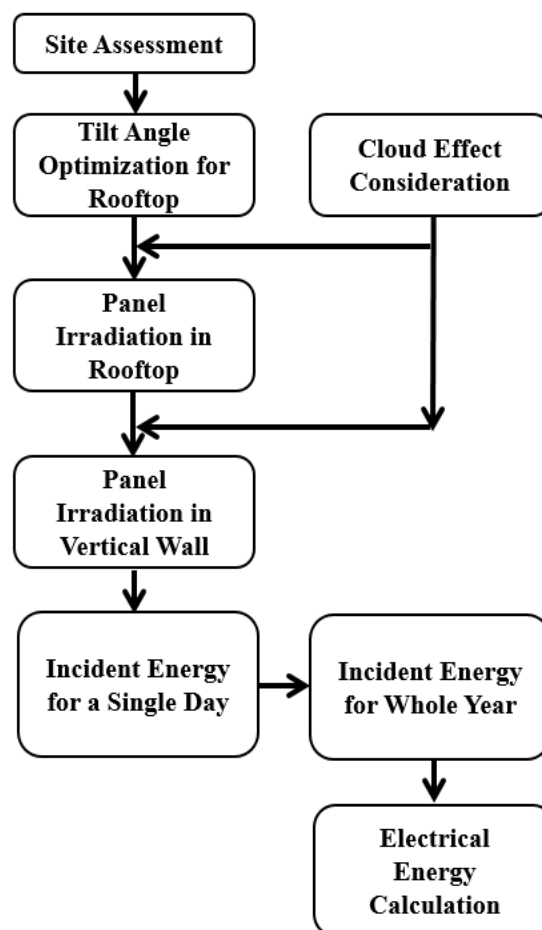 Site Assessment
Tilt Angle
Optimization for
Rooftop
Cloud Effect
Consideration
Panel
Irradiation in
Rooftop
Panel
Irradiation in
Vertical Wall
Incident Energy
for a Single Day
Incident Energy
for Whole Year
Electrical
Energy
Calculation